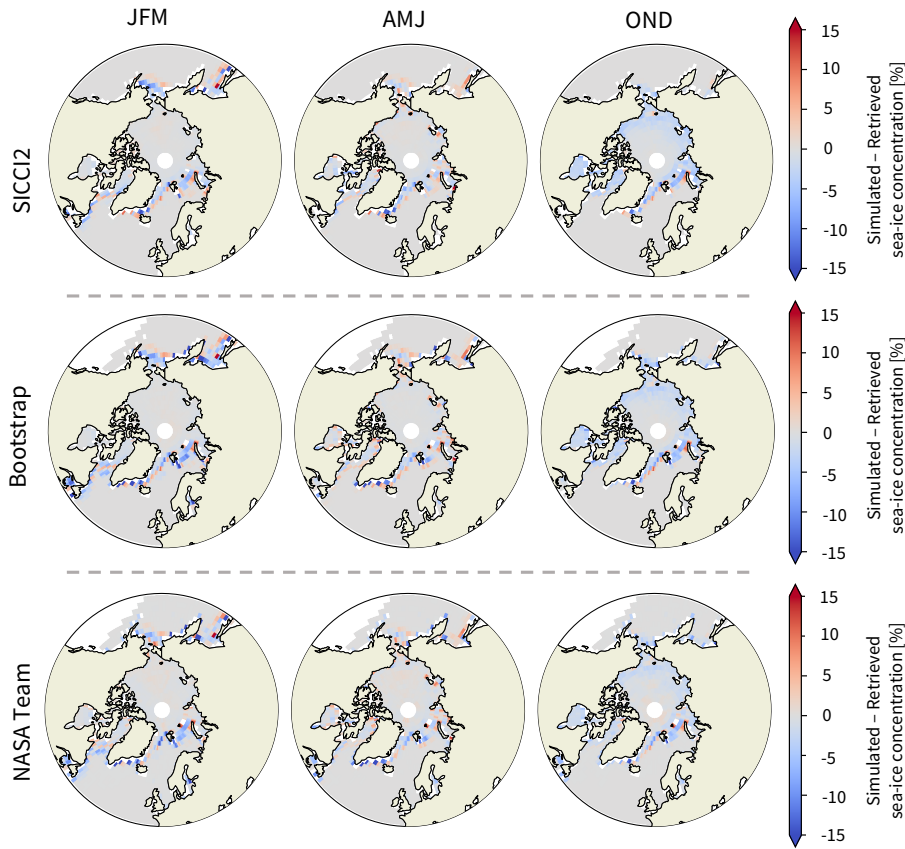 JFM AMJ OND
SICCI2
15
10
5
0
-5
-10
-15
Simulated – Retrieved
sea-ice concentration [%]
Bootstrap
15
10
5
0
-5
-10
-15
Simulated – Retrieved
sea-ice concentration [%]
NASA Team
15
10
5
0
-5
-10
-15
Simulated – Retrieved
sea-ice concentration [%]